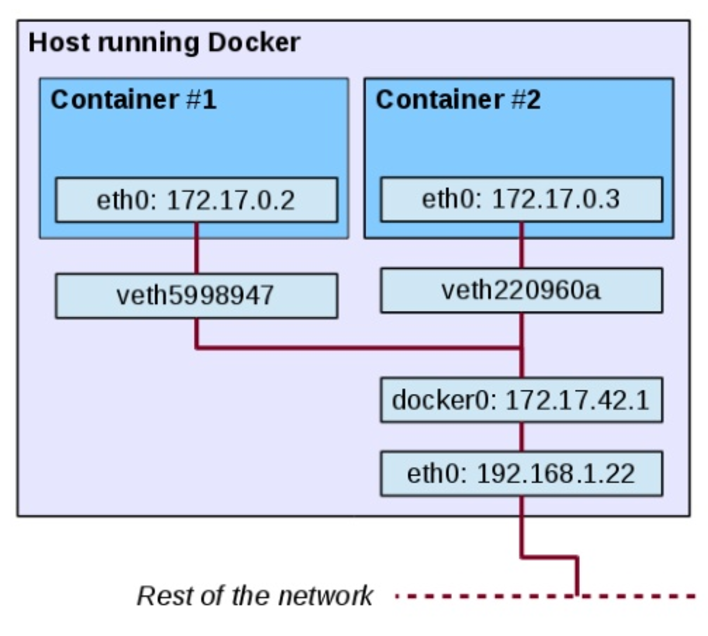 Host running Docker
Container #1
Container #2
eth0: 172.17.0.2
eth0: 172.17.0.3
veth5998947
veth220960a
docker0: 172.17.42.1
eth0: 192.168.1.22
Rest of the network